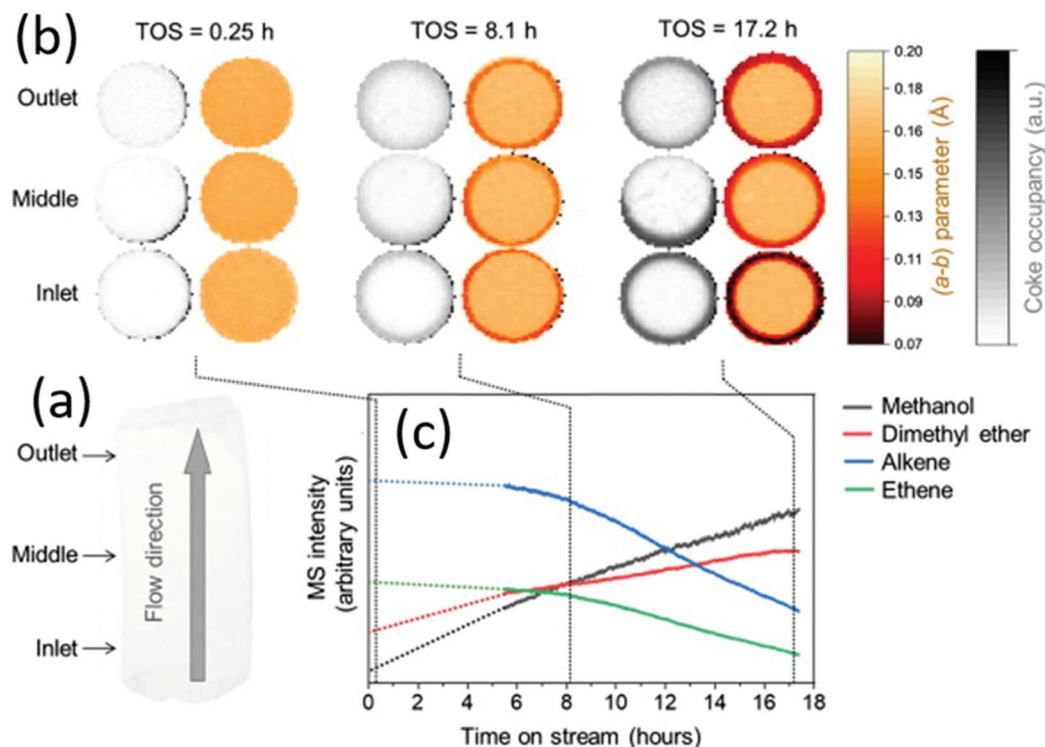 (b)
TOS = 0.25 h
TOS = 8.1 h
TOS = 17.2 h
Outlet
Middle
Inlet
0.20
0.18
0.16
0.15
0.13
0.11
0.09
0.07
(a-b) parameter (Å)
Coke occupancy (a.u.)
(a)
Outlet
Middle
Inlet
Flow direction
(c)
MS intensity
(arbitrary units)
0 2 4 6 8 10 12 14 16 18
Time on stream (hours)
Methanol
Dimethyl ether
Alkene
Ethene